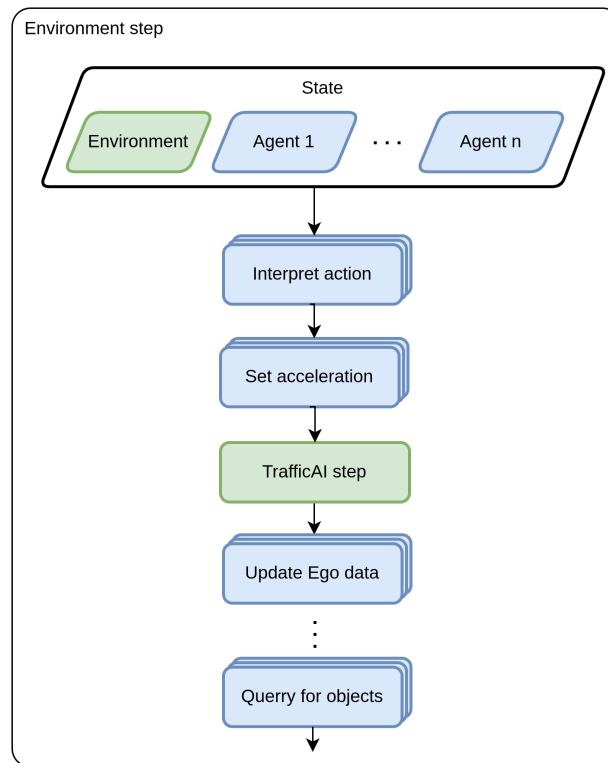 Environment step
State
Environment Agent 1 ... Agent n
Interpret action
Set acceleration
TrafficAI step
Update Ego data
Querry for objects